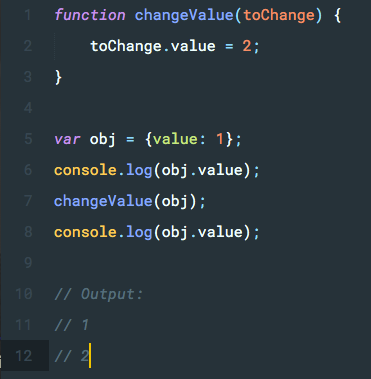 1 function changeValue(toChange) {
2 toChange.value = 2;
3 }
4
5 var obj = {value: 1};
6 console.log(obj.value);
7 changeValue(obj);
8 console.log(obj.value);
9
10 // Output:
11 // 1
12 // 2